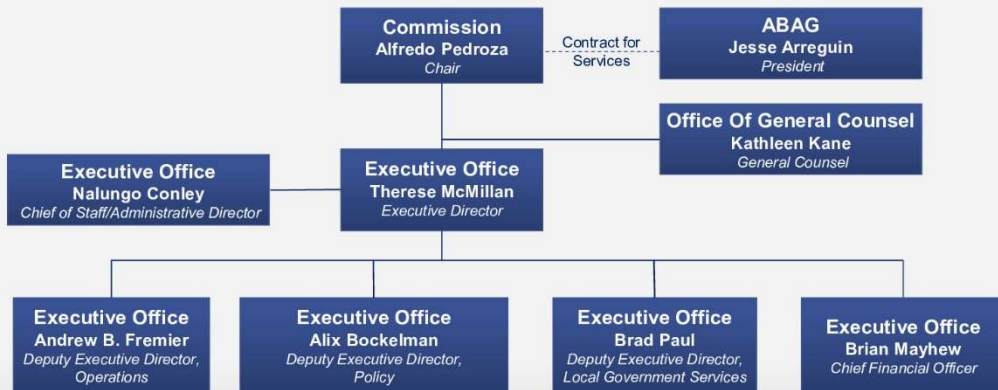 Commission
Alfredo Pedroza
Chair
Contract for
Services
ABAG
Jesse Arreguin
President
Office Of General Counsel
Kathleen Kane
General Counsel
Executive Office
Nalungo Conley
Chief of Staff/Administrative Director
Executive Office
Therese McMillan
Executive Director
Executive Office
Andrew B. Fremier
Deputy Executive Director,
Operations
Executive Office
Alix Bockelman
Deputy Executive Director,
Policy
Executive Office
Brad Paul
Deputy Executive Director,
Local Government Services
Executive Office
Brian Mayhew
Chief Financial Officer